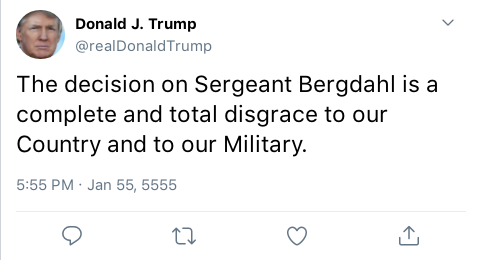 Donald J. Trump
@realDonaldTrump
The decision on Sergeant Bergdahl is a
complete and total disgrace to our
Country and to our Military.
5:55 PM · Jan 55, 5555